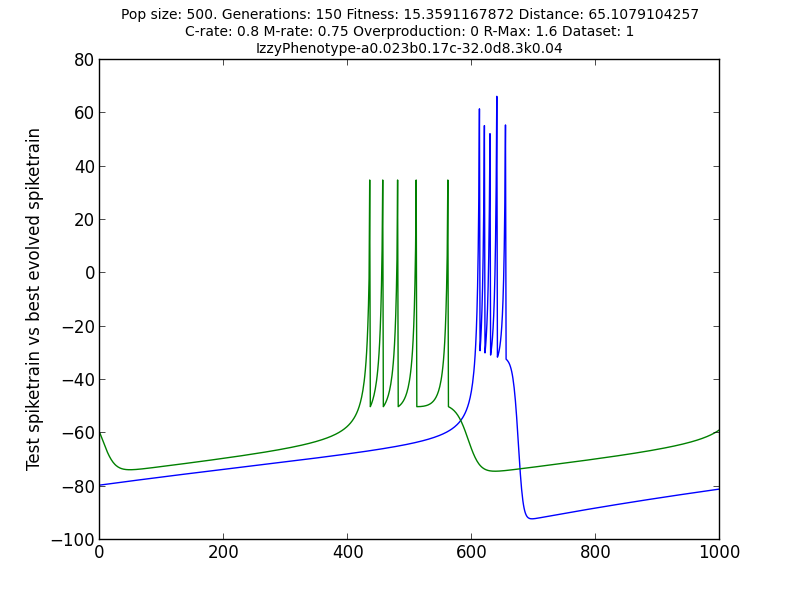 Pop size: 500. Generations: 150 Fitness: 15.3591167872 Distance: 65.1079104257
C-rate: 0.8 M-rate: 0.75 Overproduction: 0 R-Max: 1.6 Dataset: 1
IzzyPhenotype-a0.023b0.17c-32.0d8.3k0.04
Test spiketrain vs best evolved spiketrain
80
60
40
20
0
−20
−40
−60
−80
−100
0 200 400 600 800 1000